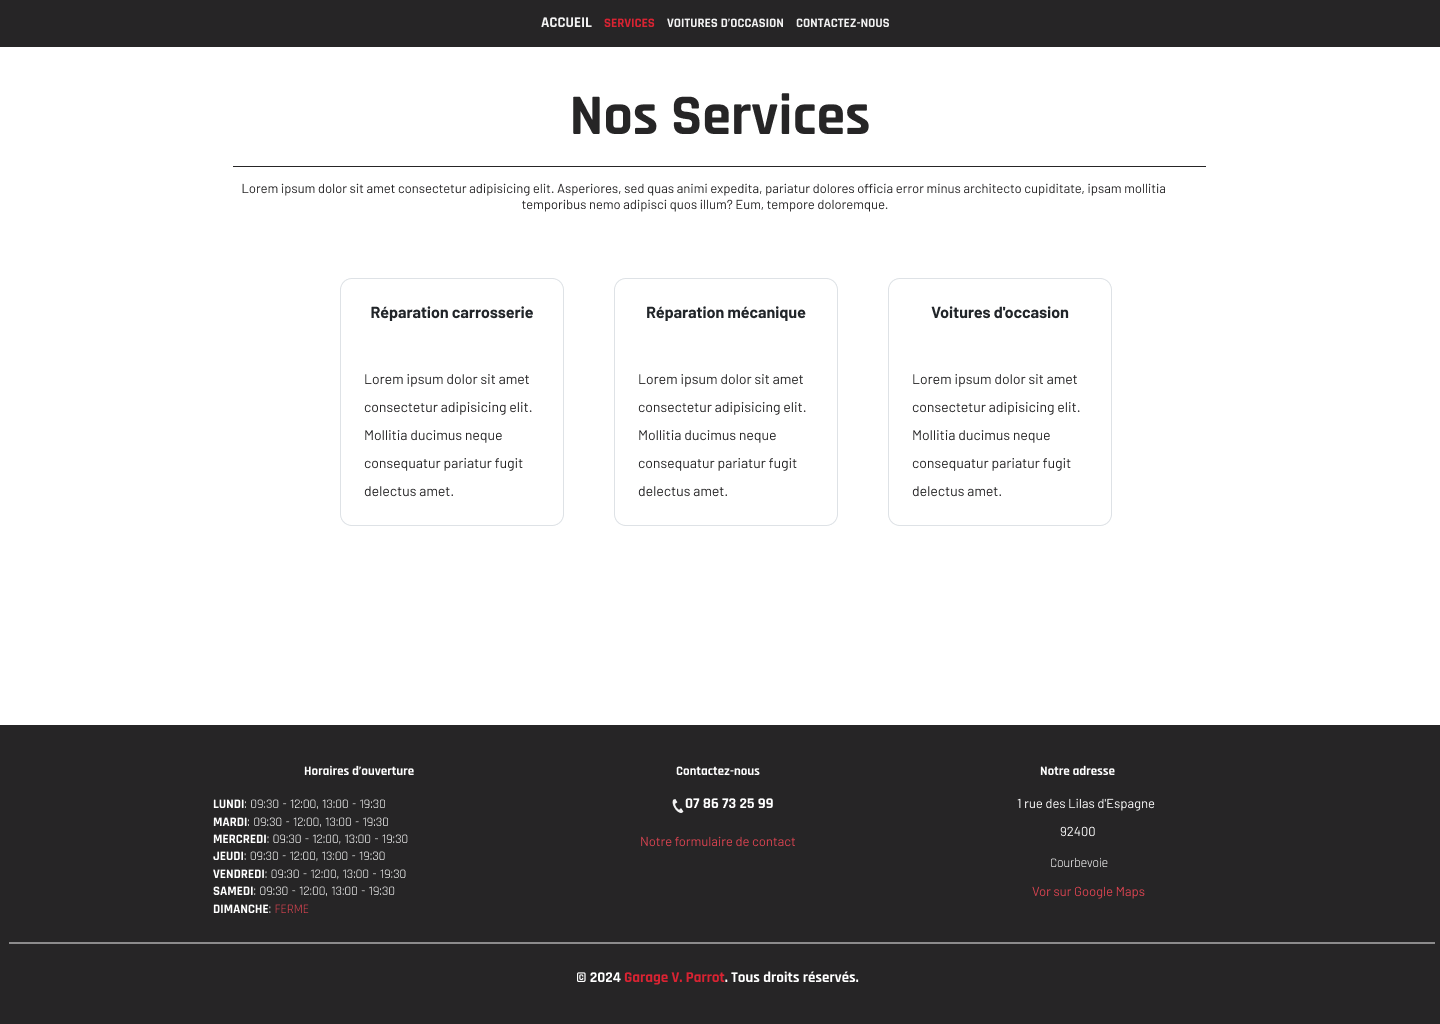 ACCUEIL SERVICES VOITURES D'OCCASION CONTACTEZ-NOUS
Nos Services
Lorem ipsum dolor sit amet consectetur adipisicing elit. Asperiores, sed quas animi expedita, pariatur dolores officia error minus architecto cupiditate, ipsam mollitia
temporibus nemo adipisci quos illum? Eum, tempore doloremque.
Réparation carrosserie
Lorem ipsum dolor sit amet
consectetur adipisicing elit.
Mollitia ducimus neque
consequatur pariatur fugit
delectus amet.
Réparation mécanique
Lorem ipsum dolor sit amet
consectetur adipisicing elit.
Mollitia ducimus neque
consequatur pariatur fugit
delectus amet.
Voitures d'occasion
Lorem ipsum dolor sit amet
consectetur adipisicing elit.
Mollitia ducimus neque
consequatur pariatur fugit
delectus amet.
Horaires d'ouverture
LUNDI: 09:30 - 12:00, 13:00 - 19:30
MARDI: 09:30 - 12:00, 13:00 - 19:30
MERCREDI: 09:30 - 12:00, 13:00 - 19:30
JEUDI: 09:30 - 12:00, 13:00 - 19:30
VENDREDI: 09:30 - 12:00, 13:00 - 19:30
SAMEDI: 09:30 - 12:00, 13:00 - 19:30
DIMANCHE: FERME
Contactez-nous
07 86 73 25 99
Notre formulaire de contact
Notre adresse
1 rue des Lilas d'Espagne
92400
Courbevoie
Vor sur Google Maps
© 2024 Garage V. Parrot. Tous droits réservés.